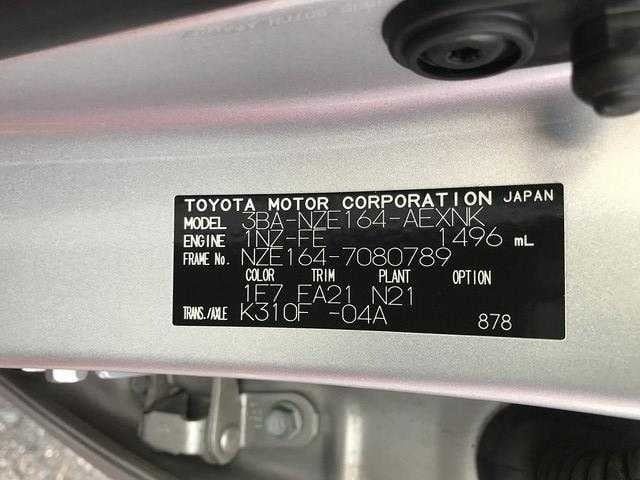 TOYOTA MOTOR CORPORATION JAPAN
MODEL 3BA-NZE164-AEXNK
ENGINE 1NZ-FE 1496 mL
FRAME No. NZE164-7080789
COLOR TRIM PLANT OPTION
1E7 FA21 N21
TRANS./AXLE K310F -04A
878